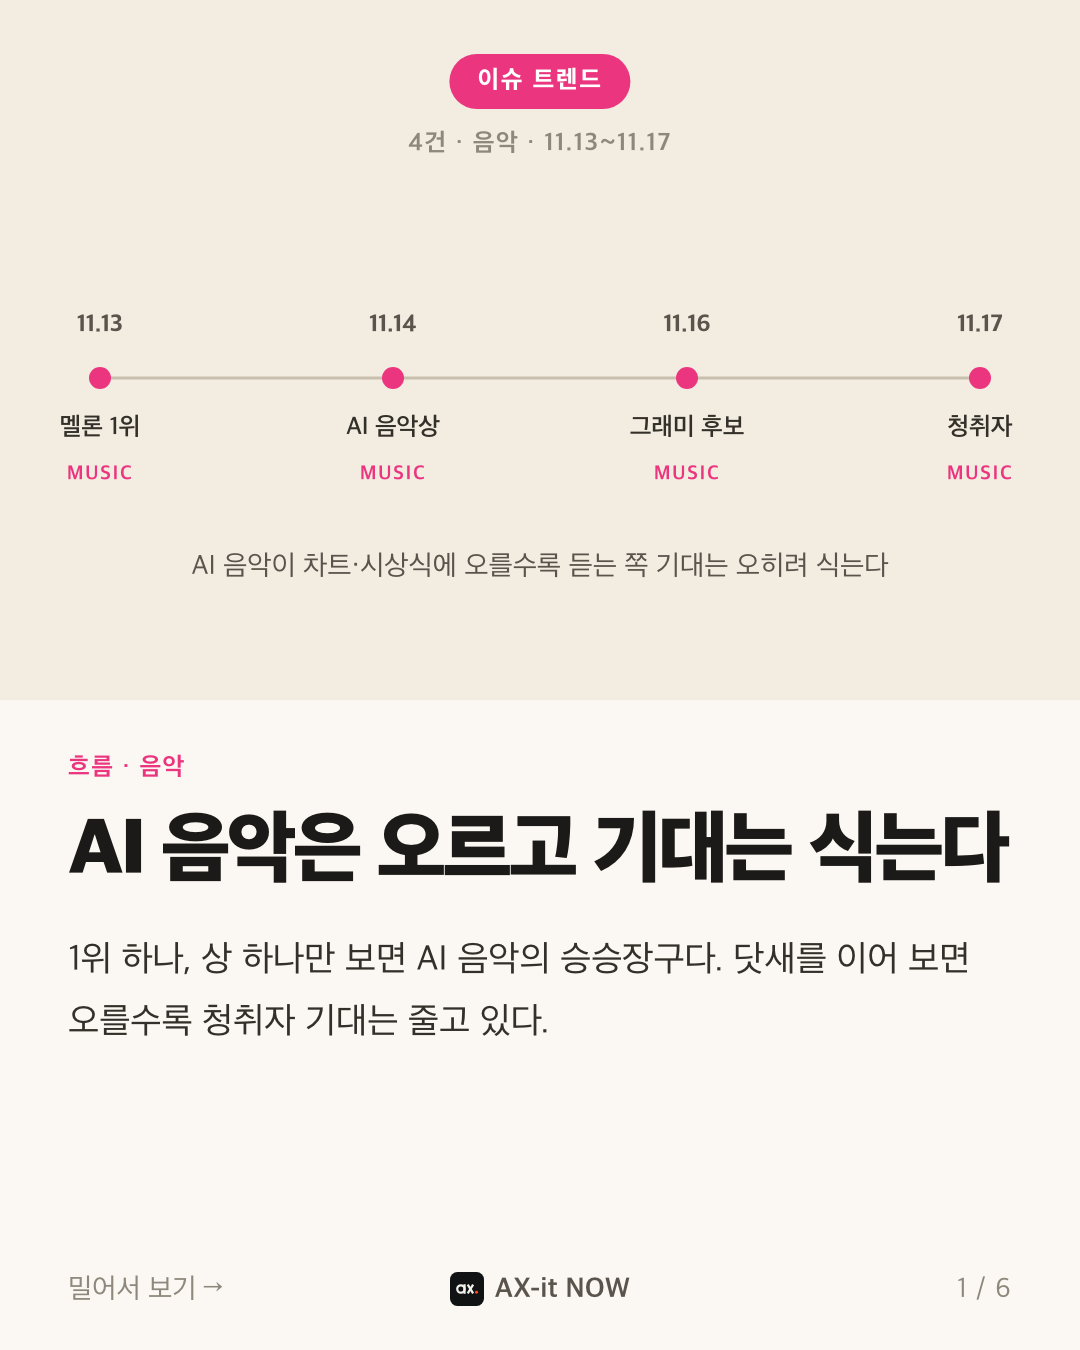 이슈 트렌드
4건 · 음악 · 11.13~11.17
11.13 11.14 11.16 11.17
멜론 1위 AI 음악상 그래미 후보 청취자
MUSIC MUSIC MUSIC MUSIC
AI 음악이 차트·시상식에 오를수록 듣는 쪽 기대는 오히려 식는다
흐름 · 음악
AI 음악은 오르고 기대는 식는다
1위 하나, 상 하나만 보면 AI 음악의 승승장구다. 닷새를 이어 보면
오를수록 청취자 기대는 줄고 있다.
밀어서 보기 → ax. AX-it NOW 1 / 6